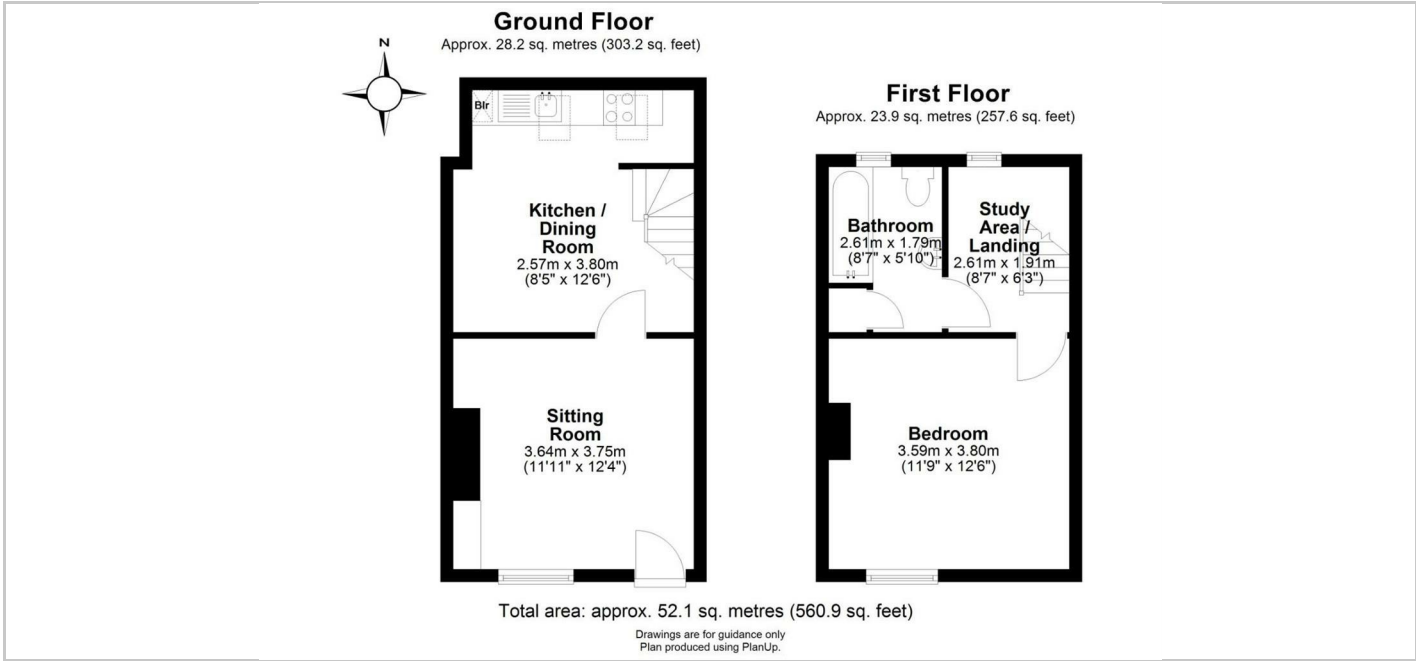 Ground Floor
Approx. 28.2 sq. metres (303.2 sq. feet)
N
Blr
Kitchen /
Dining
Room
2.57m x 3.80m
(8'5" x 12'6")
Sitting
Room
3.64m x 3.75m
(11'11" x 12'4")
First Floor
Approx. 23.9 sq. metres (257.6 sq. feet)
Bathroom
2.61m x 1.79m
(8'7" x 5'10")
Study
Area /
Landing
2.61m x 1.91m
(8'7" x 6'3")
Bedroom
3.59m x 3.80m
(11'9" x 12'6")
Total area: approx. 52.1 sq. metres (560.9 sq. feet)
Drawings are for guidance only
Plan produced using PlanUp.